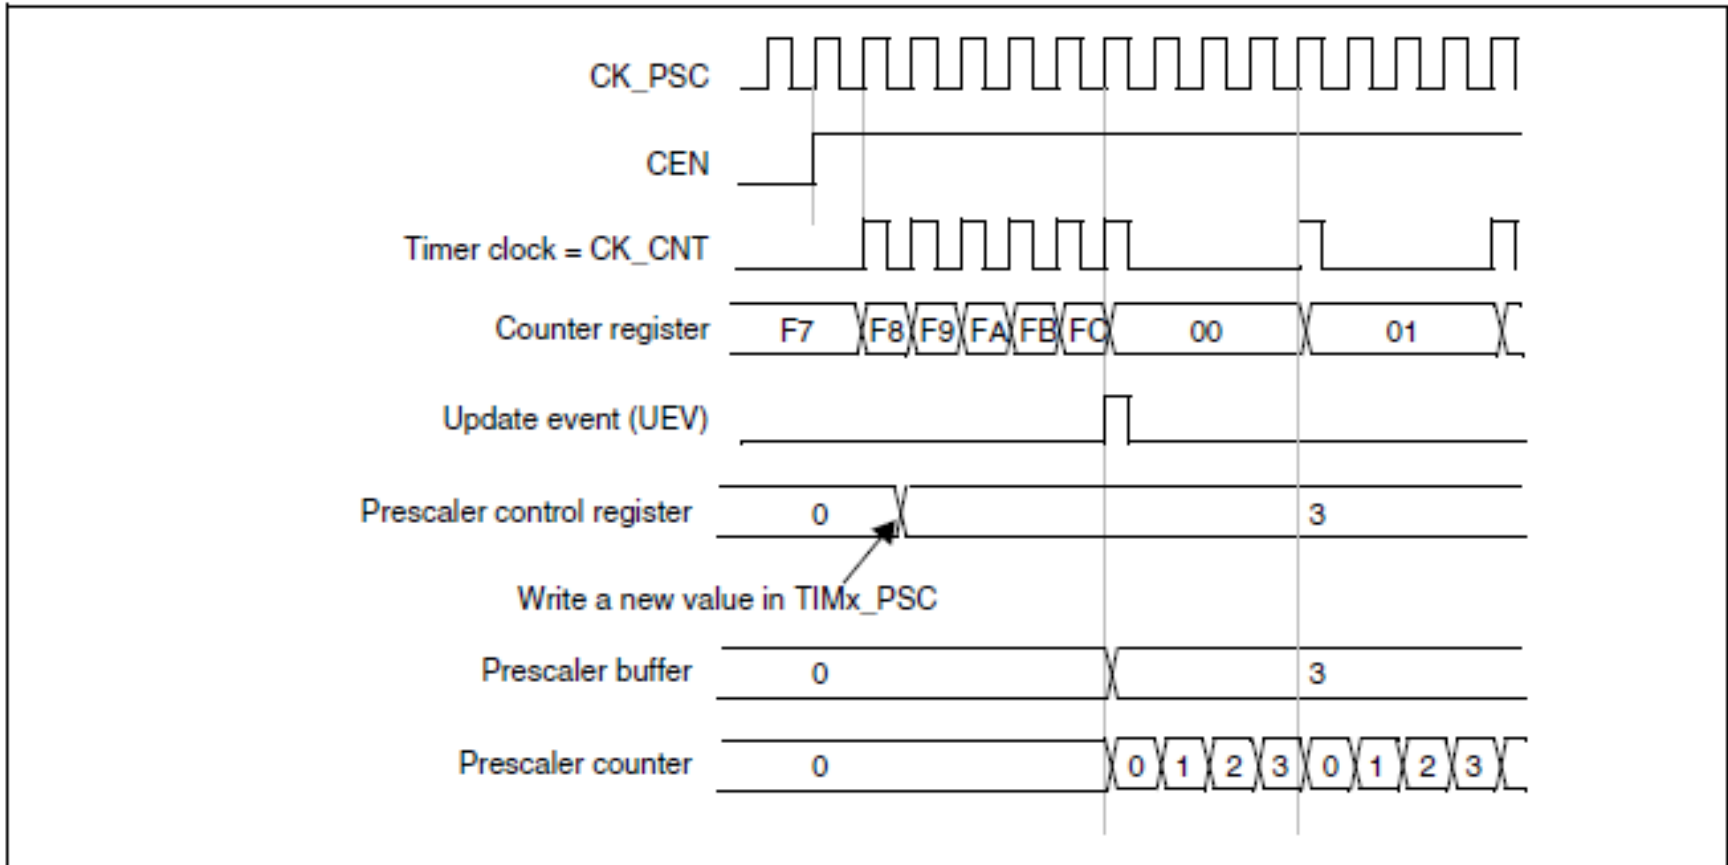 CK_PSC
CEN
Timer clock = CK_CNT
Counter register F7 F8 F9 FA FB FC 00 01
Update event (UEV)
Prescaler control register 0 3
Write a new value in TIMx_PSC
Prescaler buffer 0 3
Prescaler counter 0 0 1 2 3 0 1 2 3